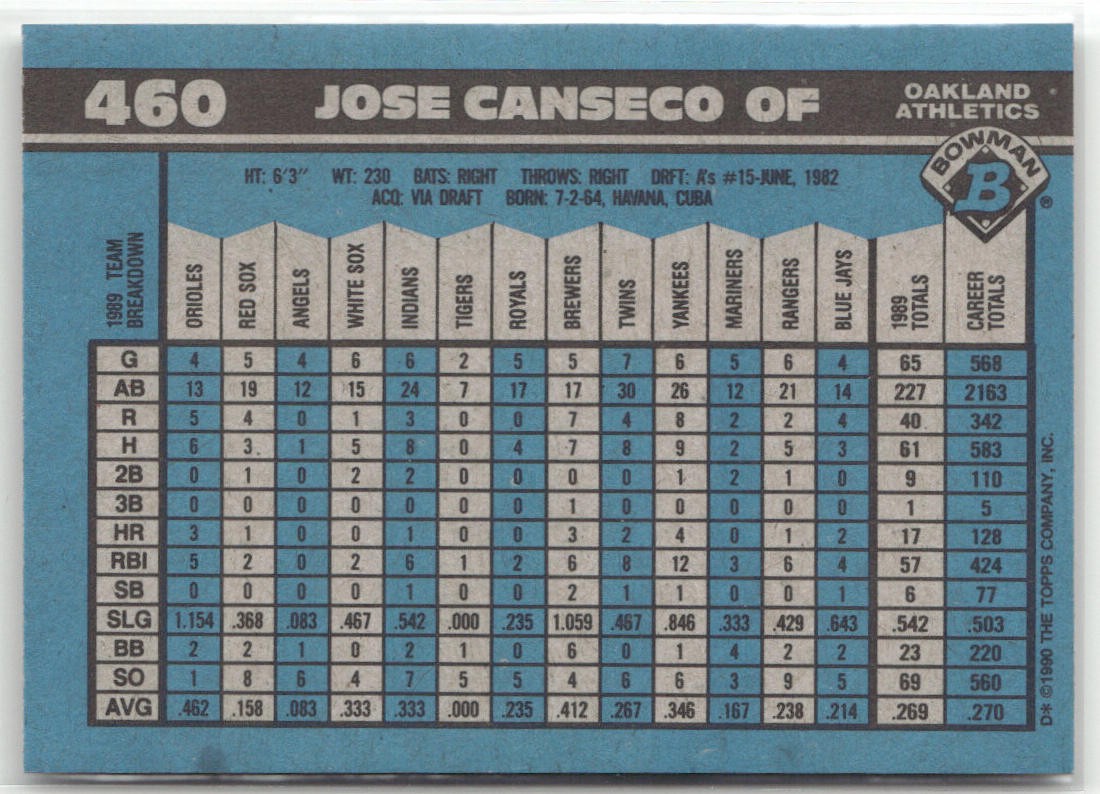 460 JOSE CANSECO OF OAKLAND ATHLETICS
BOWMAN
B
®
HT: 6'3" WT: 230 BATS: RIGHT THROWS: RIGHT DRFT: A's #15-JUNE, 1982
ACQ: VIA DRAFT BORN: 7-2-64, HAVANA, CUBA
1989 TEAM BREAKDOWN ORIOLES RED SOX ANGELS WHITE SOX INDIANS TIGERS ROYALS BREWERS TWINS YANKEES MARINERS RANGERS BLUE JAYS 1989 TOTALS CAREER TOTALS
G 4 5 4 6 6 2 5 5 7 6 5 6 4 65 568
AB 13 19 12 15 24 7 17 17 30 26 12 21 14 227 2163
R 5 4 0 1 3 0 0 7 4 8 2 2 4 40 342
H 6 3 1 5 8 0 4 7 8 9 2 5 3 61 583
2B 0 1 0 2 2 0 0 0 0 1 2 1 0 9 110
3B 0 0 0 0 0 0 0 1 0 0 0 0 0 1 5
HR 3 1 0 0 1 0 0 3 2 4 0 1 2 17 128
RBI 5 2 0 2 6 1 2 6 8 12 3 6 4 57 424
SB 0 0 0 0 1 0 0 2 1 1 0 0 1 6 77
SLG 1.154 .368 .083 .467 .542 .000 .235 1.059 .467 .846 .333 .429 .643 .542 .503
BB 2 2 1 0 2 1 0 6 0 1 4 2 2 23 220
SO 1 8 6 4 7 5 5 4 6 6 3 9 5 69 560
AVG .462 .158 .083 .333 .333 .000 .235 .412 .267 .346 .167 .238 .214 .269 .270
D* ©1990 THE TOPPS COMPANY, INC.